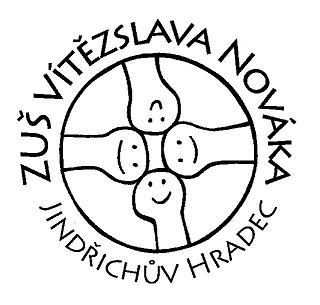 ZUŠ VÍTĚZSLAVA NOVÁKA
JINDŘICHŮV HRADEC